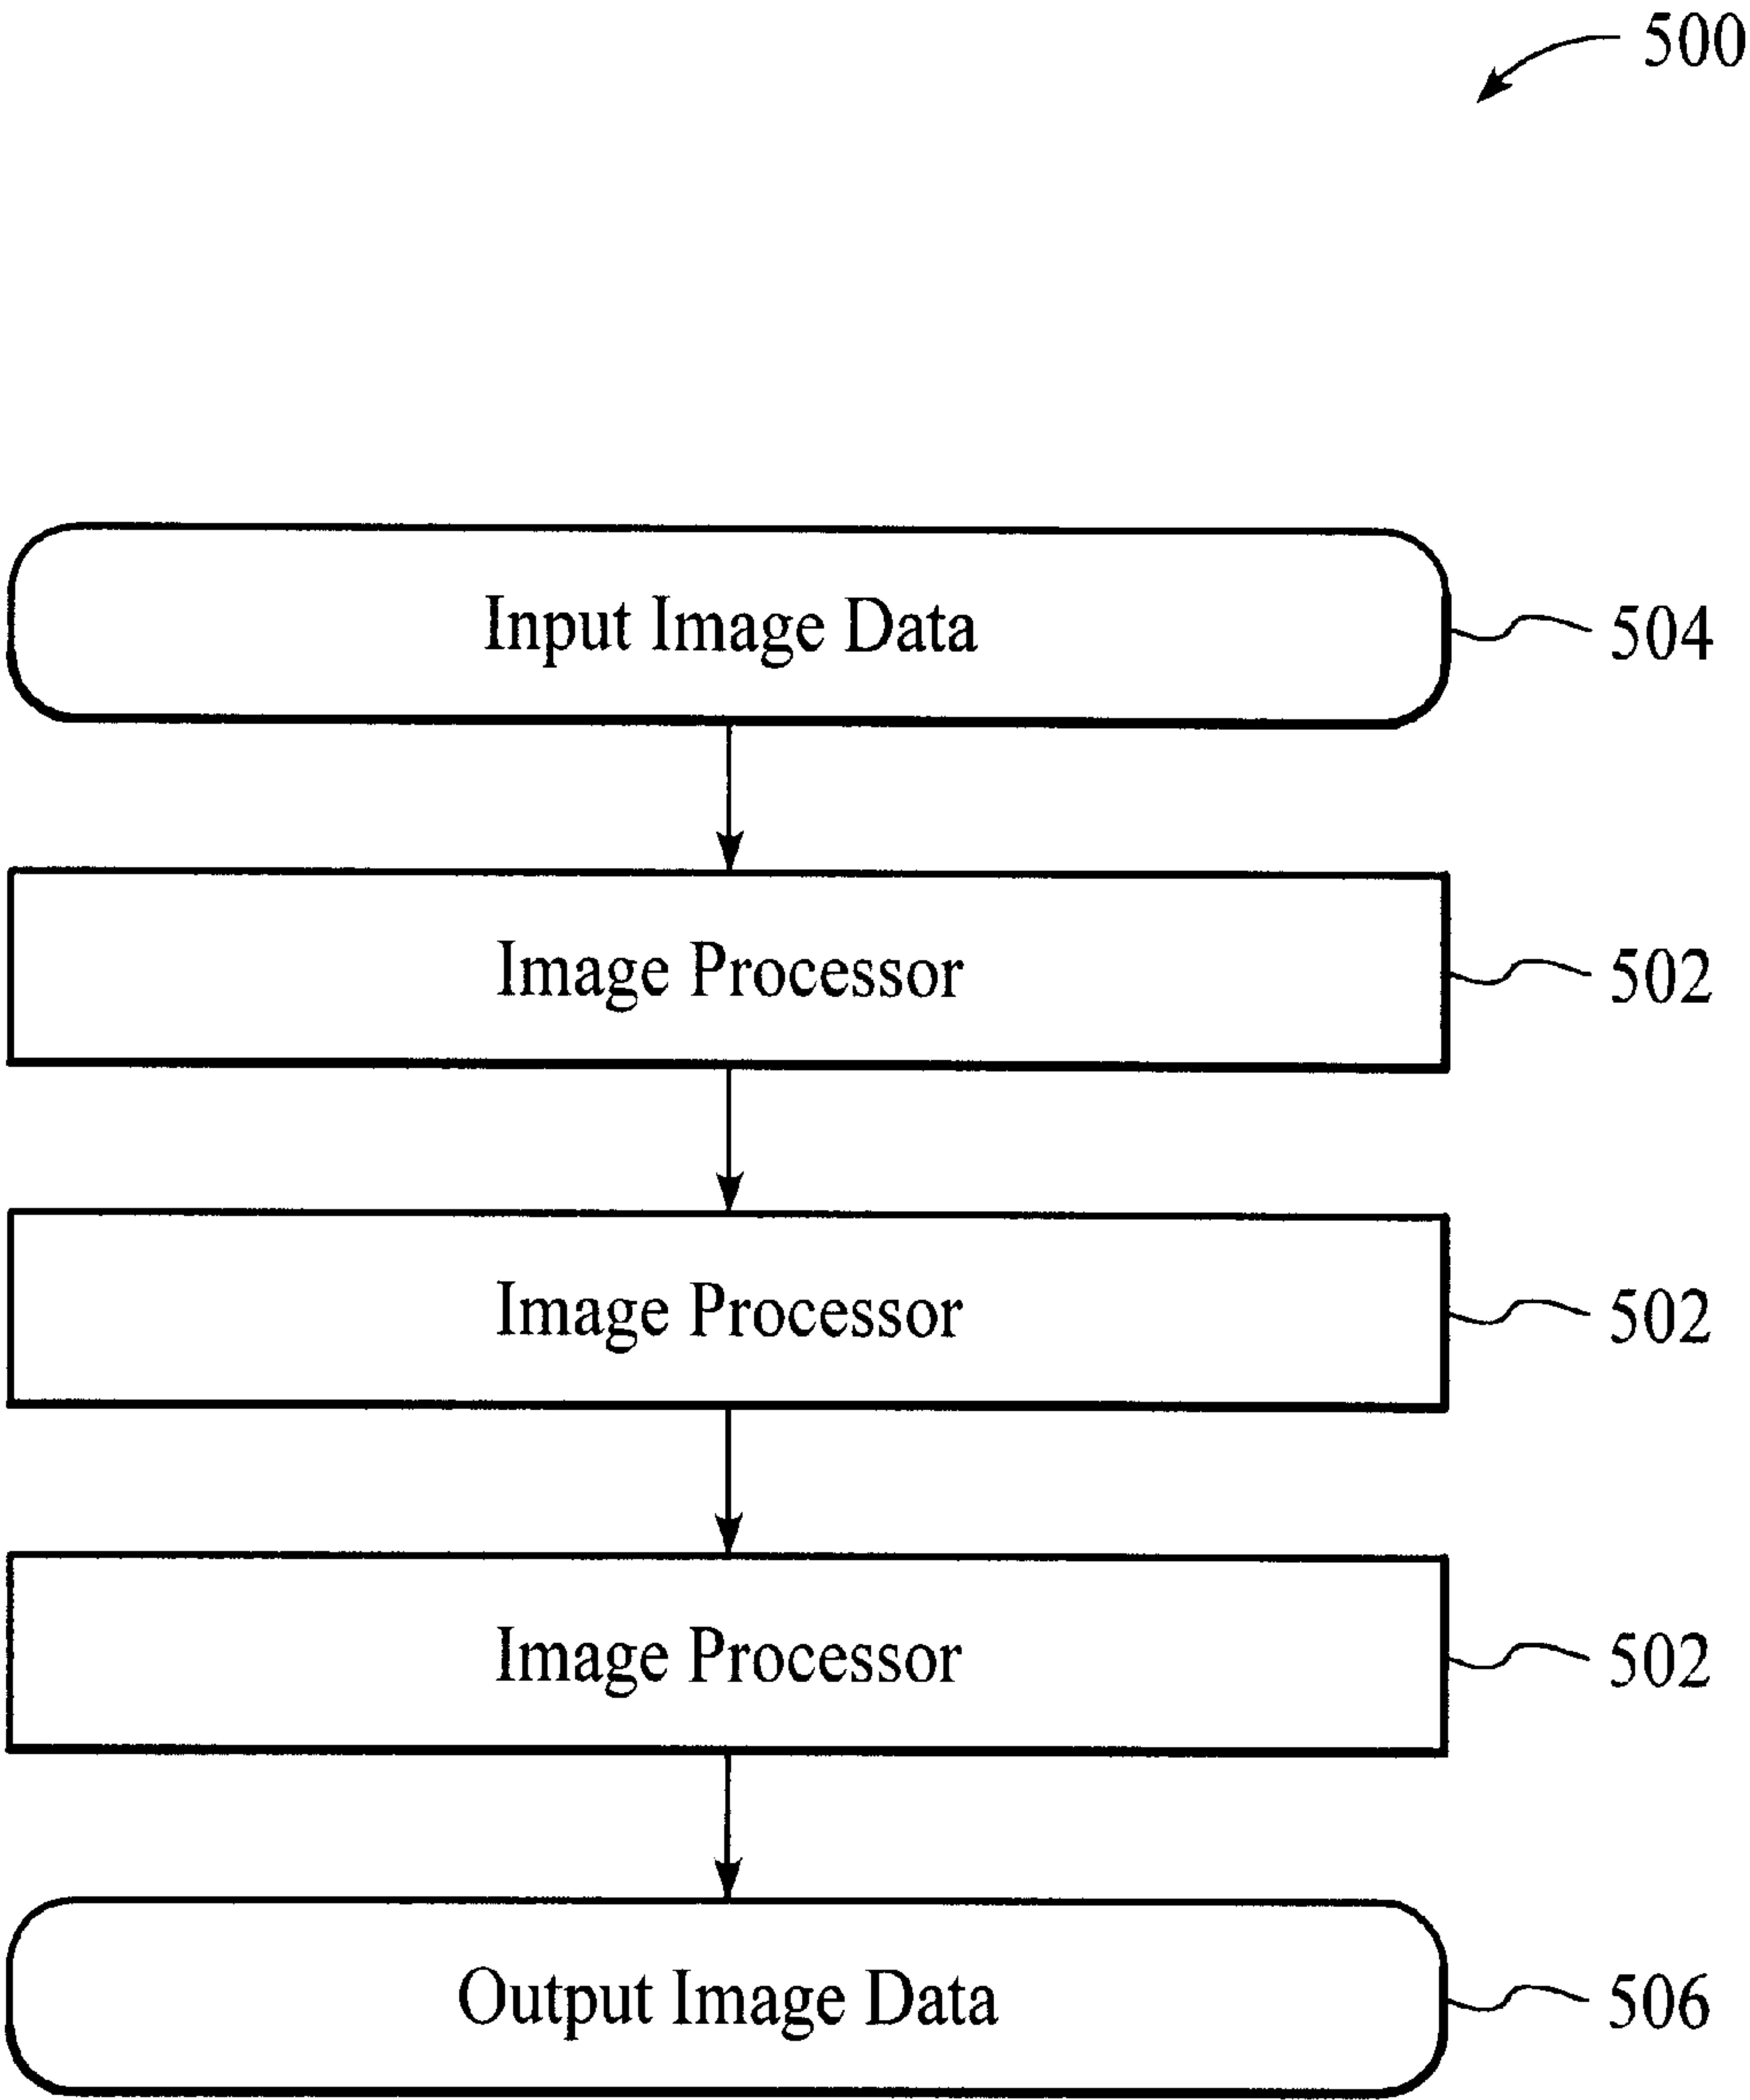 500
Input Image Data 504
Image Processor 502
Image Processor 502
Image Processor 502
Output Image Data 506